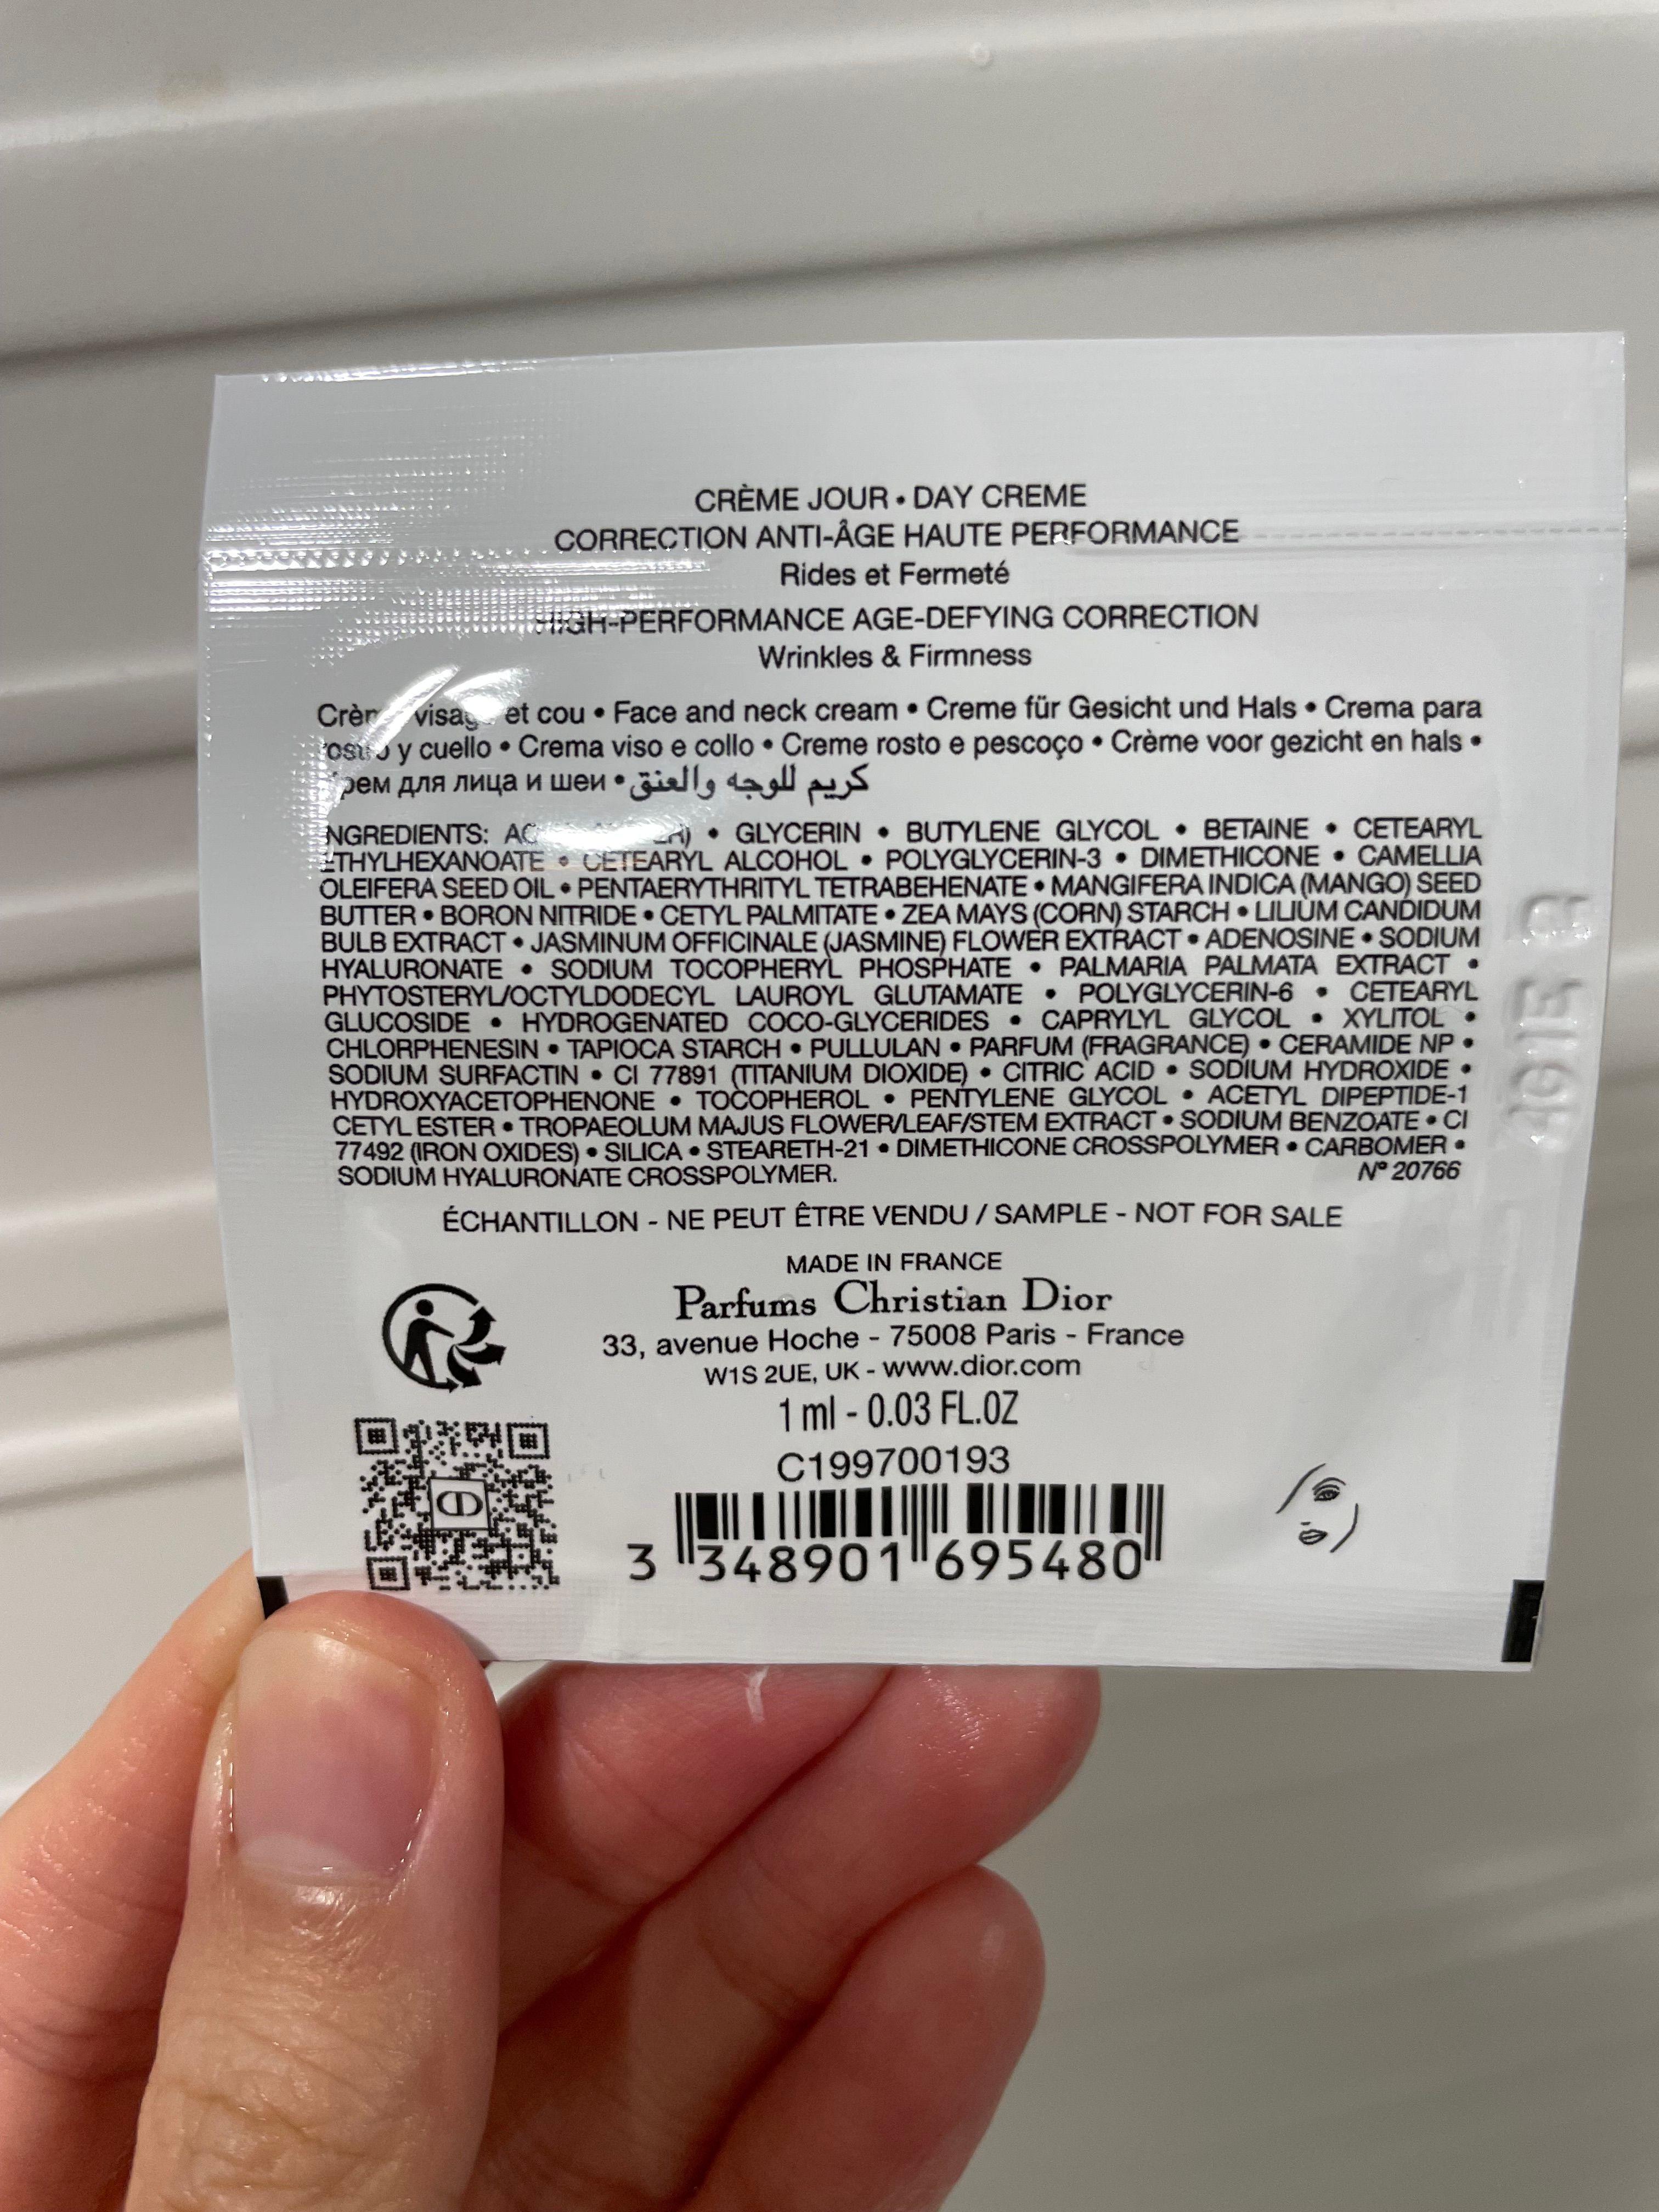 CRÈME JOUR • DAY CREME
CORRECTION ANTI-ÂGE HAUTE PERFORMANCE
Rides et Fermeté
HIGH-PERFORMANCE AGE-DEFYING CORRECTION
Wrinkles & Firmness
et cou • Face and neck cream • Creme für Gesicht und Hals • Crema para
y cuello • Crema viso e collo • Creme rosto e pescoço • Crème voor gezicht en hals •
для лица и шеи • كريم للوجه والعنق
NGREDIENTS: • GLYCERIN • BUTYLENE GLYCOL • BETAINE • CETEARYL
ETHYLHEXANOATE • CETEARYL ALCOHOL • POLYGLYCERIN-3 • DIMETHICONE • CAMELLIA
OLEIFERA SEED OIL • PENTAERYTHRITYL TETRABEHENATE • MANGIFERA INDICA (MANGO) SEED
BUTTER • BORON NITRIDE • CETYL PALMITATE • ZEA MAYS (CORN) STARCH • LILIUM CANDIDUM
BULB EXTRACT • JASMINUM OFFICINALE (JASMINE) FLOWER EXTRACT • ADENOSINE • SODIUM
HYALURONATE • SODIUM TOCOPHERYL PHOSPHATE • PALMARIA PALMATA EXTRACT •
PHYTOSTERYL/OCTYLDODECYL LAUROYL GLUTAMATE • POLYGLYCERIN-6 • CETEARYL
GLUCOSIDE • HYDROGENATED COCO-GLYCERIDES • CAPRYLYL GLYCOL • XYLITOL •
CHLORPHENESIN • TAPIOCA STARCH • PULLULAN • PARFUM (FRAGRANCE) • CERAMIDE NP •
SODIUM SURFACTIN • CI 77891 (TITANIUM DIOXIDE) • CITRIC ACID • SODIUM HYDROXIDE •
HYDROXYACETOPHENONE • TOCOPHEROL • PENTYLENE GLYCOL • ACETYL DIPEPTIDE-1
CETYL ESTER • TROPAEOLUM MAJUS FLOWER/LEAF/STEM EXTRACT • SODIUM BENZOATE • CI
77492 (IRON OXIDES) • SILICA • STEARETH-21 • DIMETHICONE CROSSPOLYMER • CARBOMER •
SODIUM HYALURONATE CROSSPOLYMER. N° 20766
ÉCHANTILLON - NE PEUT ÊTRE VENDU / SAMPLE - NOT FOR SALE
MADE IN FRANCE
Parfums Christian Dior
33, avenue Hoche - 75008 Paris - France
W1S 2UE, UK - www.dior.com
1 ml - 0.03 FL.OZ
C199700193
3 348901 695480